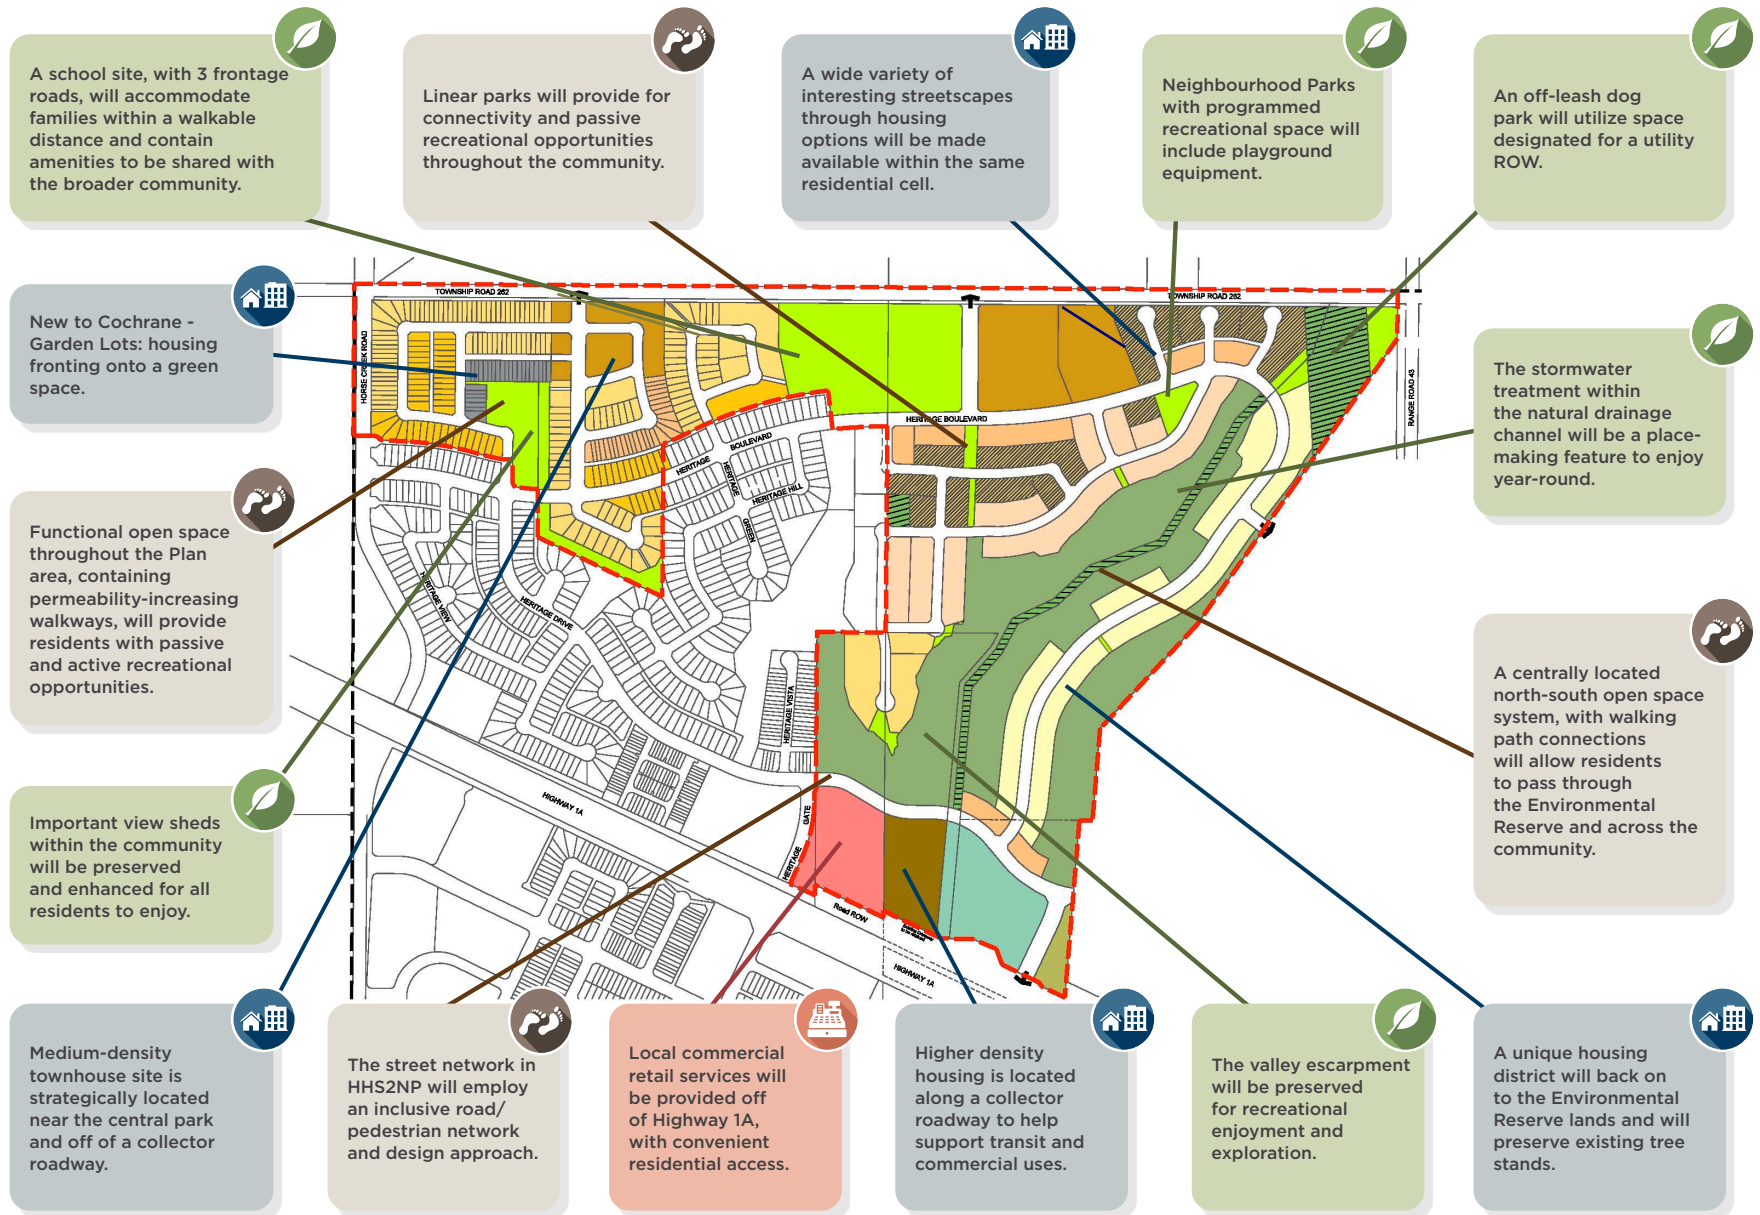 A school site, with 3 frontage
roads, will accommodate
families within a walkable
distance and contain
amenities to be shared with
the broader community.
Linear parks will provide for
connectivity and passive
recreational opportunities
throughout the community.
A wide variety of
interesting streetscapes
through housing
options will be made
available within the same
residential cell.
Neighbourhood Parks
with programmed
recreational space will
include playground
equipment.
An off-leash dog
park will utilize space
designated for a utility
ROW.
New to Cochrane -
Garden Lots: housing
fronting onto a green
space.
Functional open space
throughout the Plan
area, containing
permeability-increasing
walkways, will provide
residents with passive
and active recreational
opportunities.
Important view sheds
within the community
will be preserved
and enhanced for all
residents to enjoy.
TOWNSHIP ROAD 262
TOWNSHIP ROAD 262
HORSE CREEK ROAD
RANGE ROAD 43
HERITAGE BOULEVARD
HERITAGE BOULEVARD
HERITAGE HILL
HERITAGE
GREEN
HERITAGE VIEW
HERITAGE DRIVE
HERITAGE VISTA
HERITAGE GATE
HIGHWAY 1A
Road ROW
HIGHWAY 1A
The stormwater
treatment within
the natural drainage
channel will be a place-
making feature to enjoy
year-round.
A centrally located
north-south open space
system, with walking
path connections
will allow residents
to pass through
the Environmental
Reserve and across the
community.
Medium-density
townhouse site is
strategically located
near the central park
and off of a collector
roadway.
The street network in
HHS2NP will employ
an inclusive road/
pedestrian network
and design approach.
Local commercial
retail services will
be provided off
of Highway 1A,
with convenient
residential access.
Higher density
housing is located
along a collector
roadway to help
support transit and
commercial uses.
The valley escarpment
will be preserved
for recreational
enjoyment and
exploration.
A unique housing
district will back on
to the Environmental
Reserve lands and will
preserve existing tree
stands.